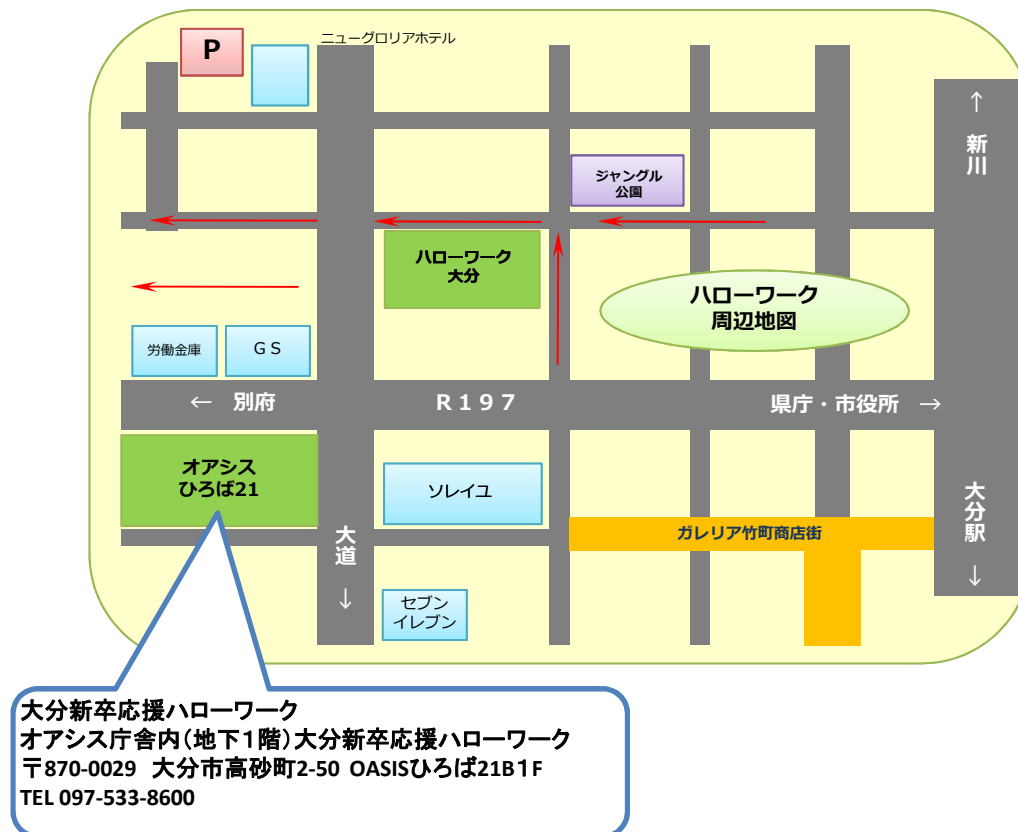 ニューグロリアホテル
P
↑
新川
ジャングル
公園
ハローワーク
大分
ハローワーク
周辺地図
労働金庫
ＧＳ
← 別府
Ｒ１９７
県庁・市役所 →
オアシス
ひろば21
ソレイユ
大分駅
↓
ガレリア竹町商店街
大道
↓
セブン
イレブン
大分新卒応援ハローワーク
オアシス庁舎内（地下１階）大分新卒応援ハローワーク
〒870-0029 大分市高砂町2-50 OASISひろば21B１F
TEL 097-533-8600